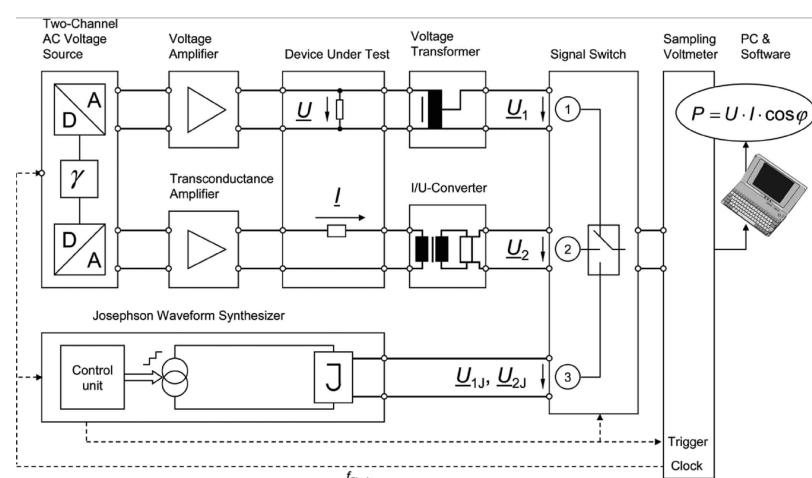 Two-Channel
AC Voltage
Source
Voltage
Amplifier
Device Under Test
Voltage
Transformer
Signal Switch
Sampling
Voltmeter
PC &
Software
D
A
U
U1
1
P = U · I · cosφ
γ
Transconductance
Amplifier
I
I/U-Converter
D
A
U2
2
Josephson Waveform Synthesizer
Control
unit
J
U1J, U2J
3
Trigger
Clock